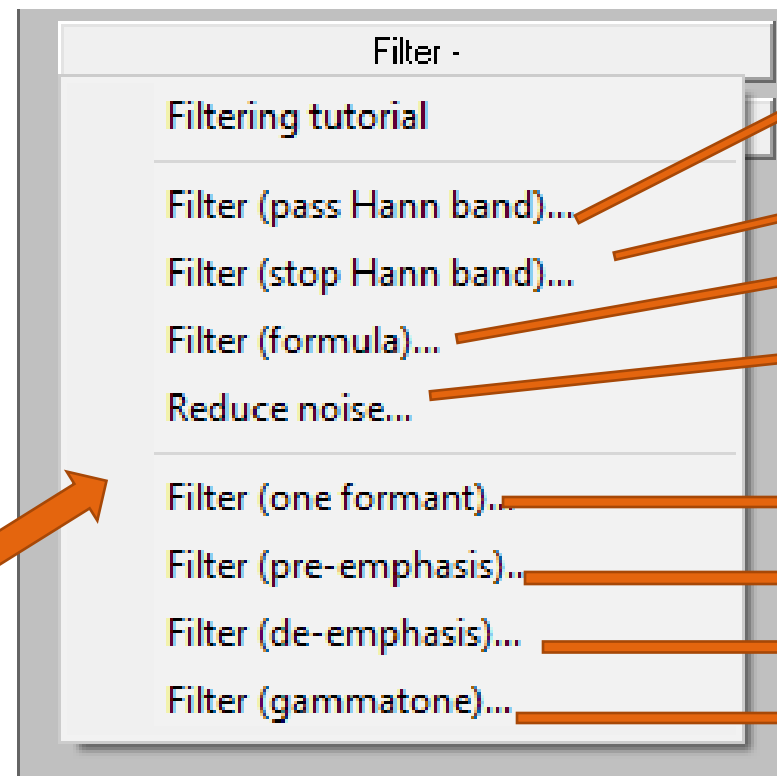 Filter -
Filtering tutorial
Filter (pass Hann band)...
Filter (stop Hann band)...
Filter (formula)...
Reduce noise...
Filter (one formant)...
Filter (pre-emphasis)..
Filter (de-emphasis)...
Filter (gammatone)...